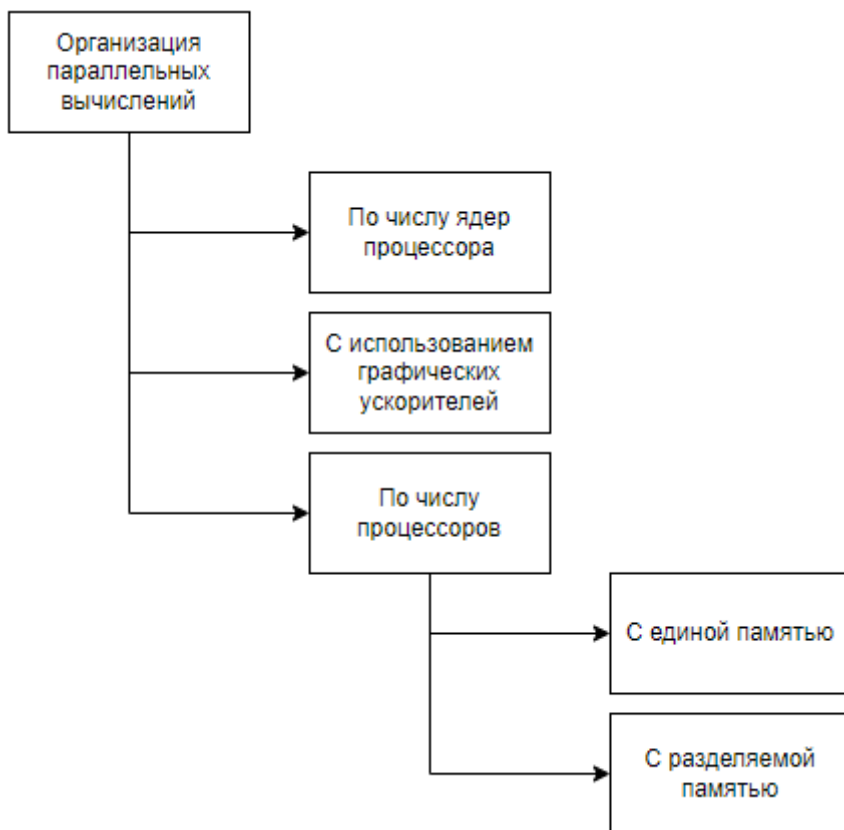 Организация
параллельных
вычислений
По числу ядер
процессора
С использованием
графических
ускорителей
По числу
процессоров
С единой памятью
С разделяемой
памятью